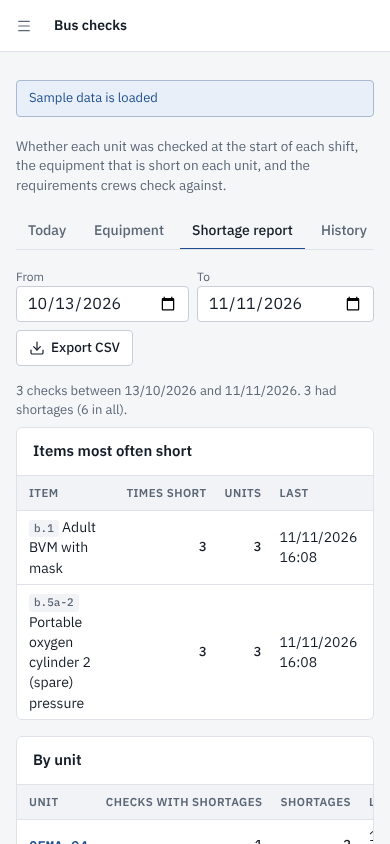 Bus checks
Sample data is loaded
Whether each unit was checked at the start of each shift,
the equipment that is short on each unit, and the
requirements crews check against.
Today Equipment Shortage report History
From To
10/13/2026 11/11/2026
Export CSV
3 checks between 13/10/2026 and 11/11/2026. 3 had
shortages (6 in all).
Items most often short
ITEM TIMES SHORT UNITS LAST
b.1 Adult
BVM with
mask
3 3 11/11/2026
16:08
b.5a-2
Portable
oxygen
cylinder 2
(spare)
pressure
3 3 11/11/2026
16:08
By unit
UNIT CHECKS WITH SHORTAGES SHORTAGES